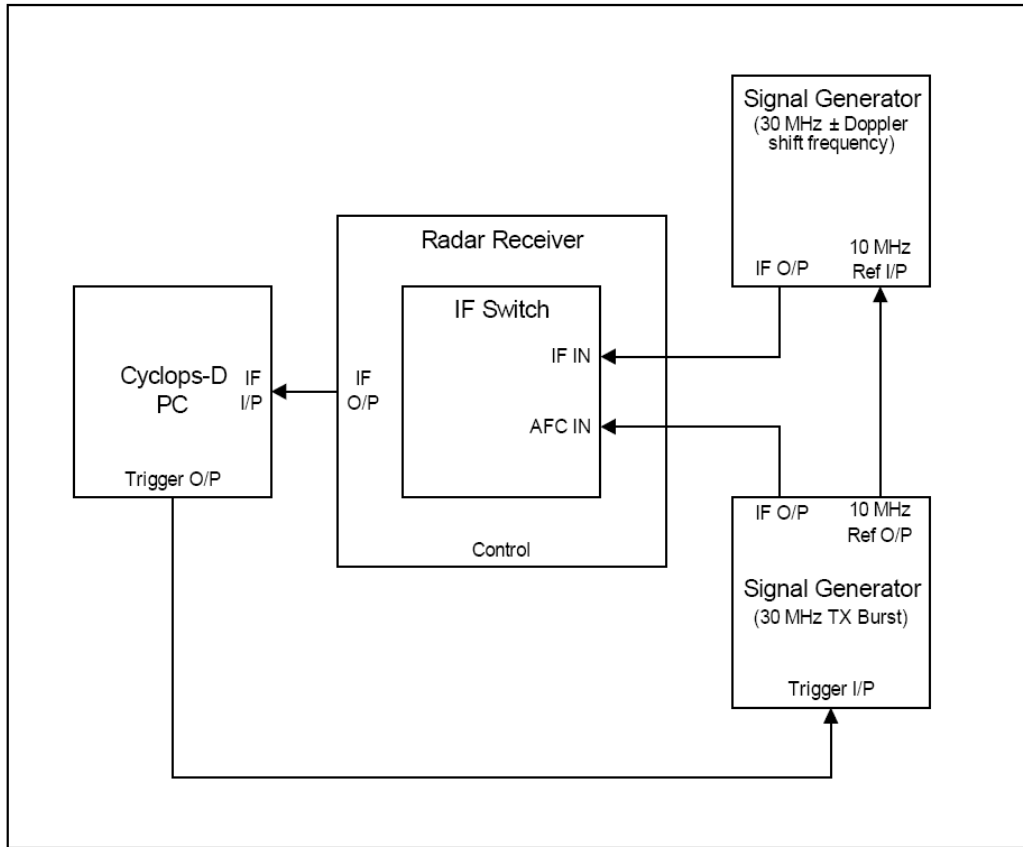 Signal Generator
(30 MHz ± Doppler
shift frequency)
IF O/P
10 MHz
Ref I/P
Radar Receiver
IF Switch
IF IN
AFC IN
IF
O/P
Control
Cyclops-D
PC
IF
I/P
Trigger O/P
IF O/P
10 MHz
Ref O/P
Signal Generator
(30 MHz TX Burst)
Trigger I/P